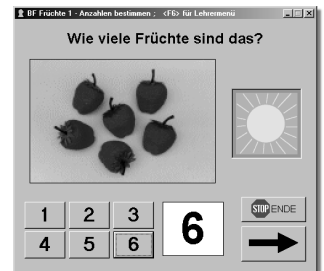 BF Früchte 1 - Anzahlen bestimmen ; <F6> für Lehrermenü
Wie viele Früchte sind das?
1 2 3
4 5 6
6
STOP ENDE